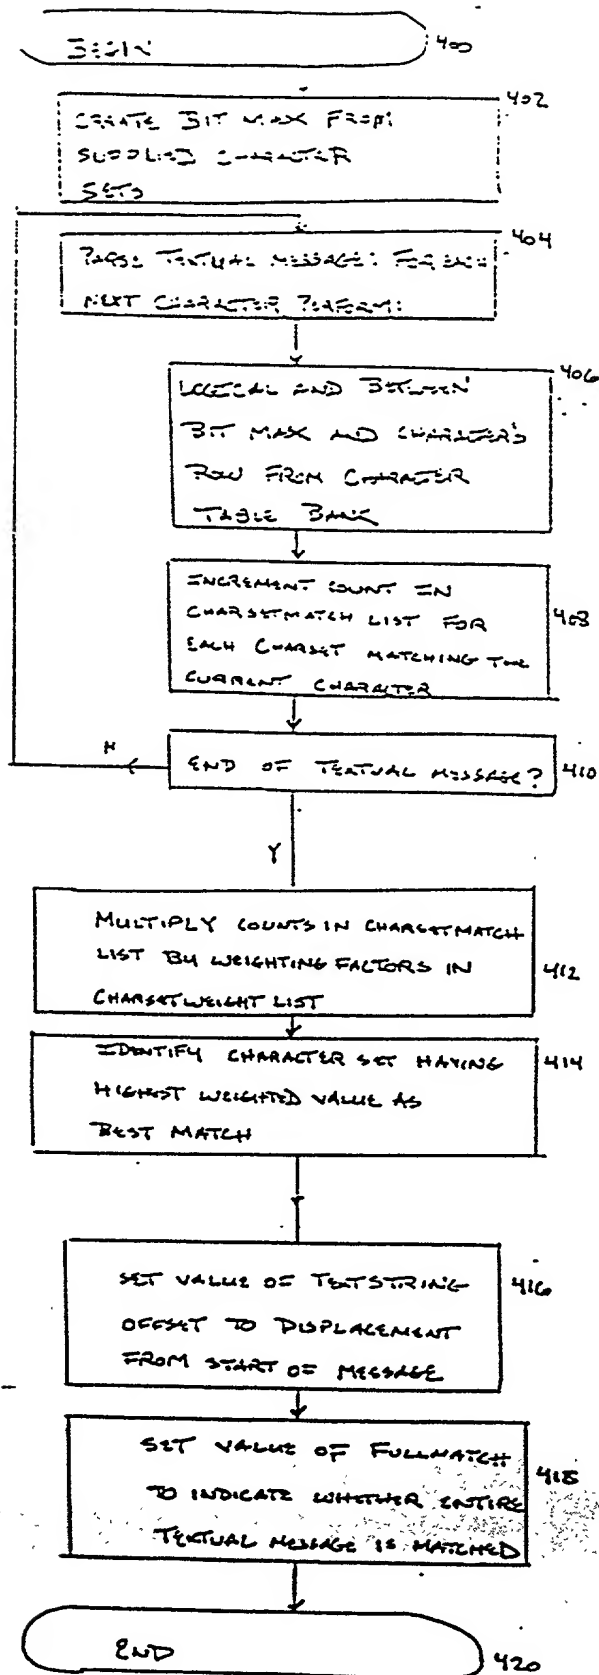 BEGIN
400
402
CREATE BIT MAX FROM
SUPPLIED CHARACTER
SETS
404
PARSE TEXTUAL MESSAGE: FOR EACH
NEXT CHARACTER PERFORM:
406
LOGICAL AND BETWEEN
BIT MAX AND CHARACTER'S
ROW FROM CHARACTER
TABLE BANK
INCREMENT COUNT IN
CHARSETMATCH LIST FOR
EACH CHARSET MATCHING THE
CURRENT CHARACTER
408
N
END OF TEXTUAL MESSAGE?
410
Y
MULTIPLY COUNTS IN CHARSETMATCH
LIST BY WEIGHTING FACTORS IN
CHARSETWEIGHT LIST
412
IDENTIFY CHARACTER SET HAVING
HIGHEST WEIGHTED VALUE AS
BEST MATCH
414
SET VALUE OF TEXTSTRING
OFFSET TO DISPLACEMENT
FROM START OF MESSAGE
416
SET VALUE OF FULLMATCH
TO INDICATE WHETHER ENTIRE
TEXTUAL MESSAGE IS MATCHED
418
END
420